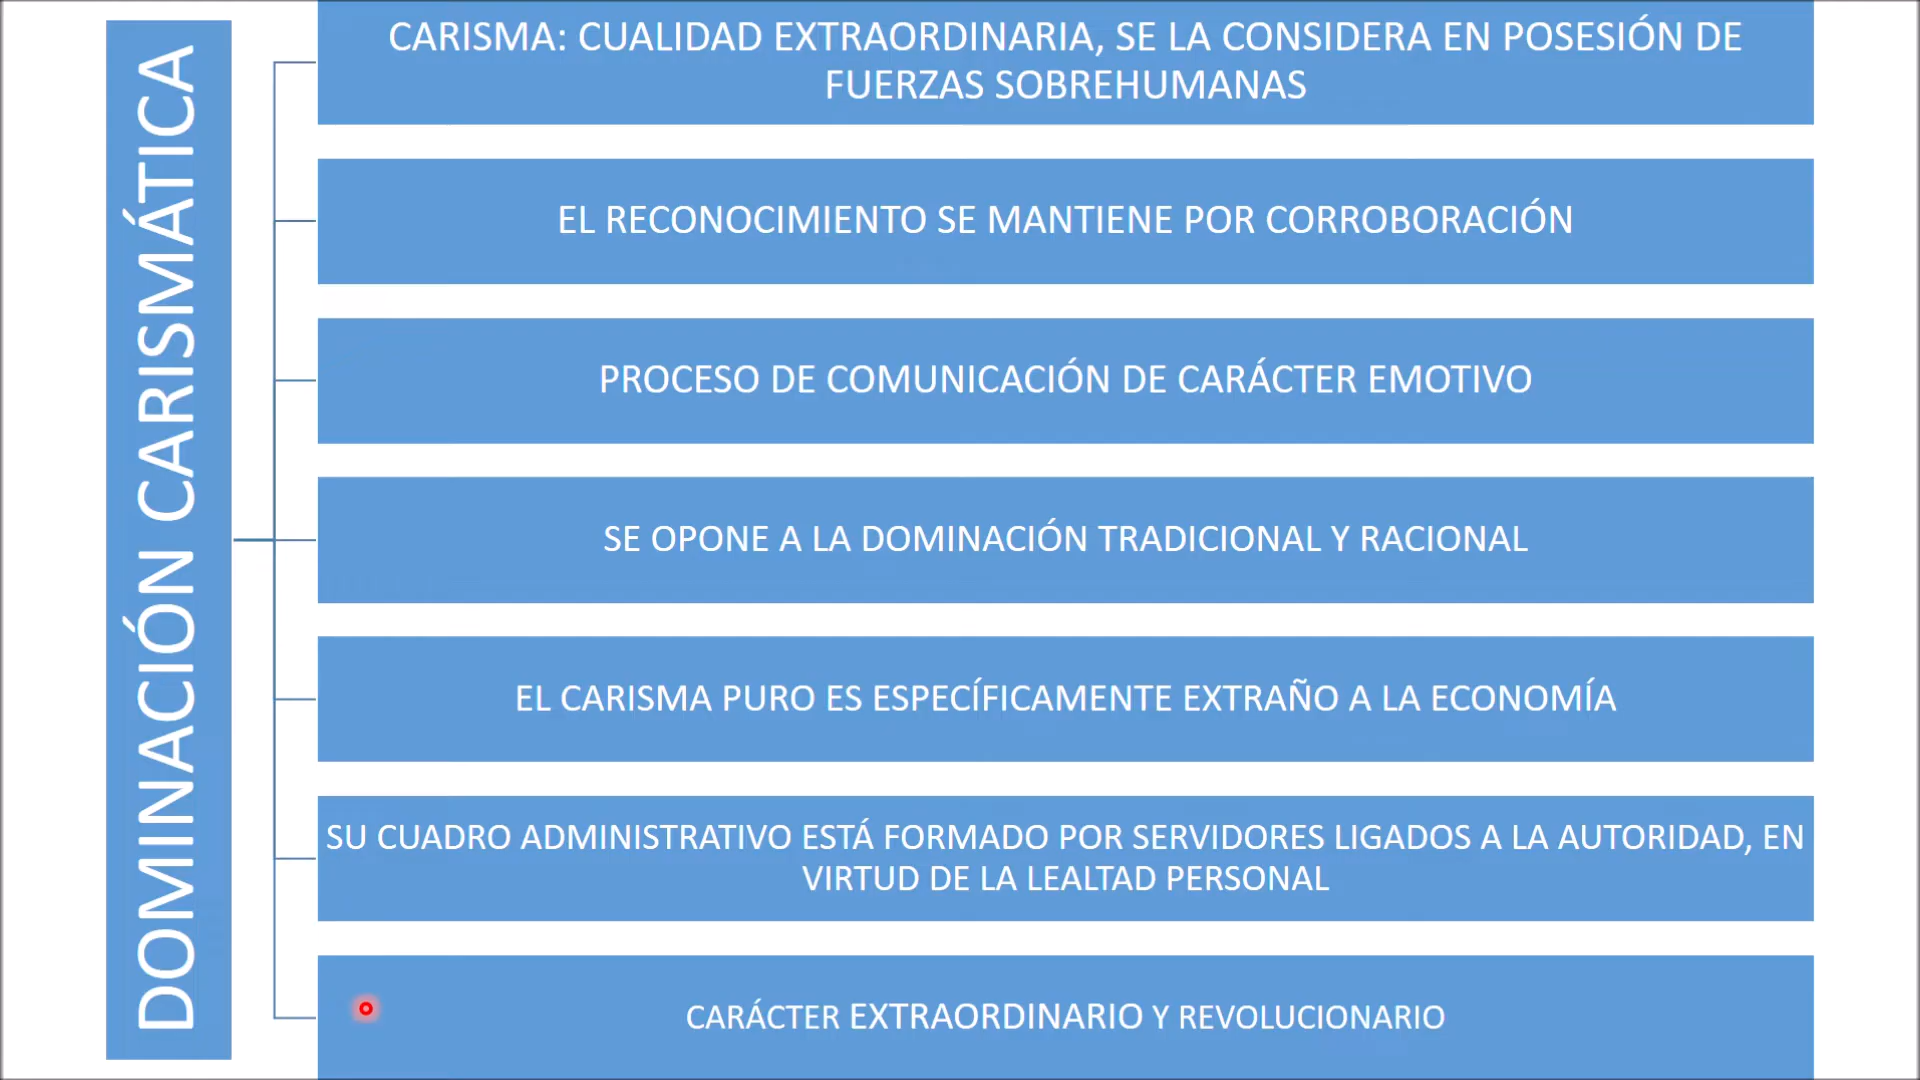 DOMINACIÓN CARISMÁTICA
CARISMA: CUALIDAD EXTRAORDINARIA, SE LA CONSIDERA EN POSESIÓN DE
FUERZAS SOBREHUMANAS
EL RECONOCIMIENTO SE MANTIENE POR CORROBORACIÓN
PROCESO DE COMUNICACIÓN DE CARÁCTER EMOTIVO
SE OPONE A LA DOMINACIÓN TRADICIONAL Y RACIONAL
EL CARISMA PURO ES ESPECÍFICAMENTE EXTRAÑO A LA ECONOMÍA
SU CUADRO ADMINISTRATIVO ESTÁ FORMADO POR SERVIDORES LIGADOS A LA AUTORIDAD, EN
VIRTUD DE LA LEALTAD PERSONAL
CARÁCTER EXTRAORDINARIO Y REVOLUCIONARIO